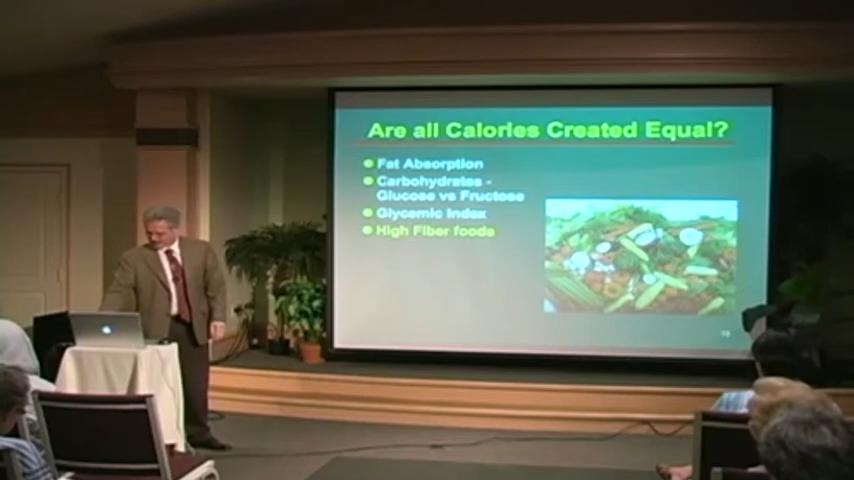 Are all Calories Created Equal?
Fat Absorption
Carbohydrates -
Glucose vs Fructose
Glycemic Index
High Fiber foods